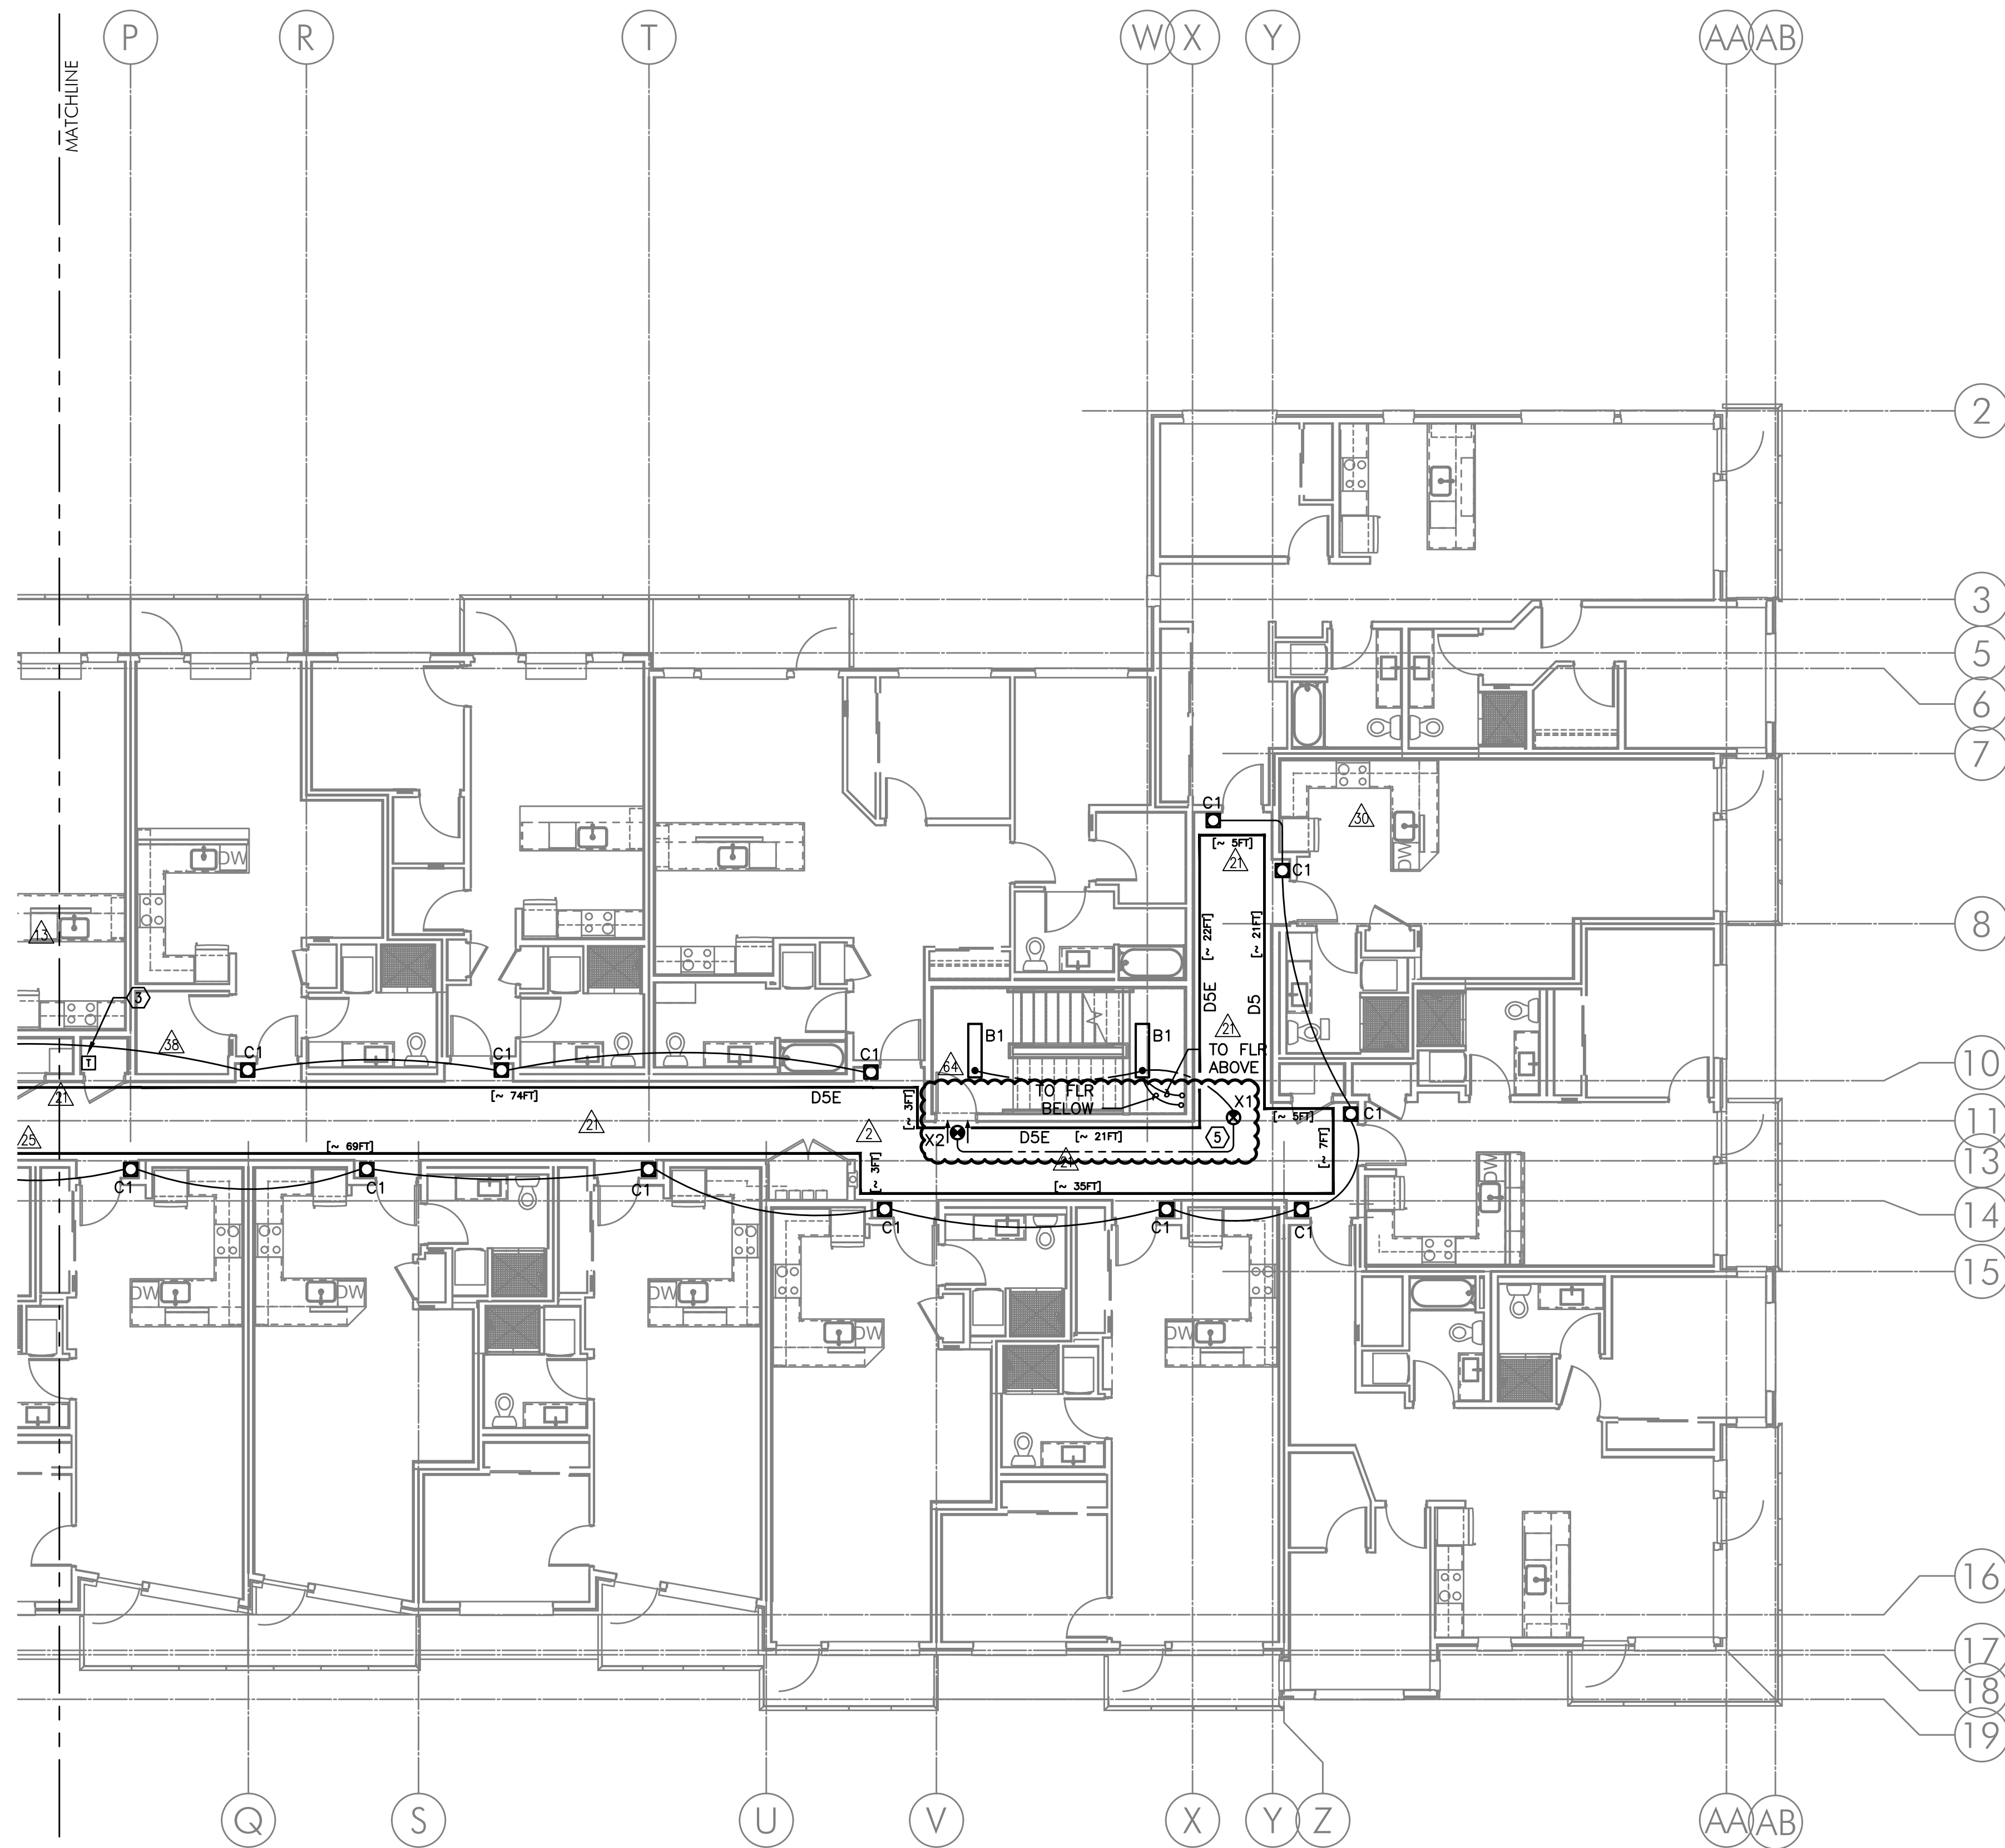 P
R
T
W
X
Y
AA
AB
MATCHLINE
2
3
5
6
7
C1
[~ 5FT]
21
30
C1
DW
DW
13
8
[~ 22FT]
[~ 21FT]
D5E
D5
3
38
T
C1
C1
C1
B1
B1
21
TO FLR
ABOVE
64
10
TO FLR
BELOW
X1
21
[~ 74FT]
D5E
[~ 3FT]
[~ 5FT]
C1
11
25
[~ 69FT]
21
2
X2
D5E
[~ 21FT]
5
[~ 7FT]
13
21
[~ 3FT]
[~ 35FT]
DW
C1
C1
C1
C1
C1
C1
14
15
DW
DW
DW
DW
DW
16
17
18
19
Q
S
U
V
X
Y
Z
AA
AB